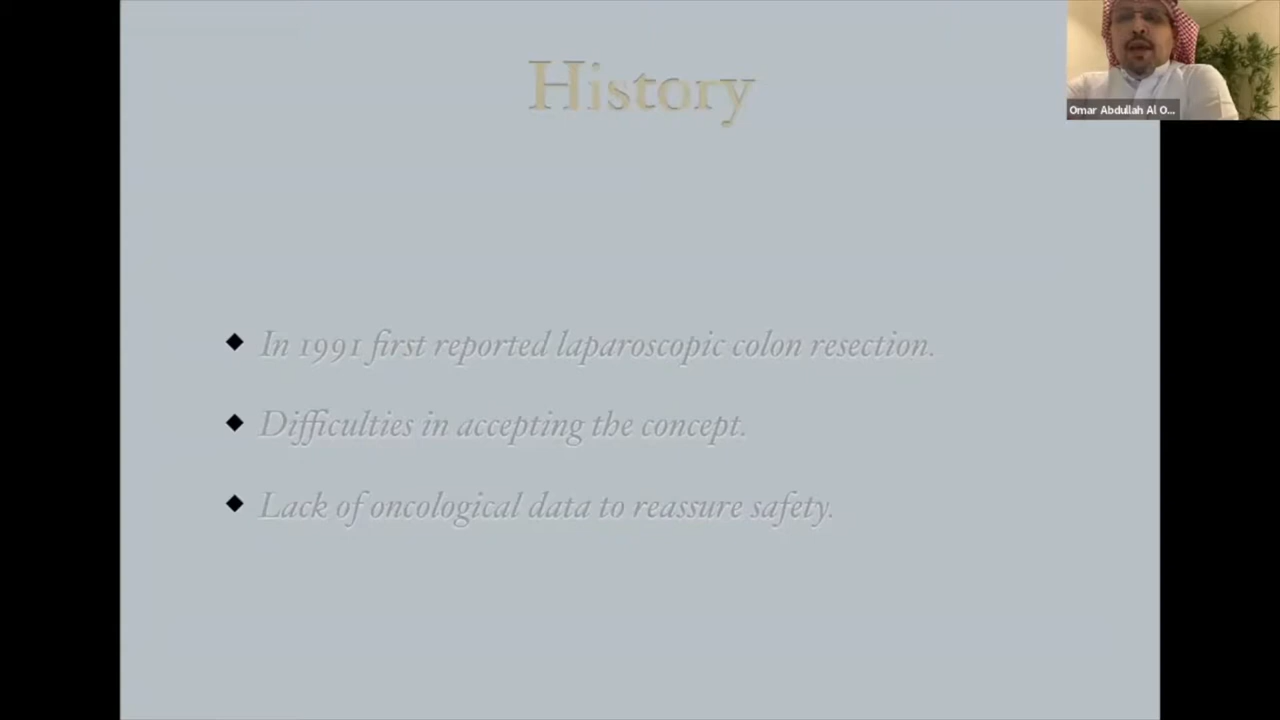 History
Omar Abdullah Al O...
In 1991 first reported laparoscopic colon resection.
Difficulties in accepting the concept.
Lack of oncological data to reassure safety.